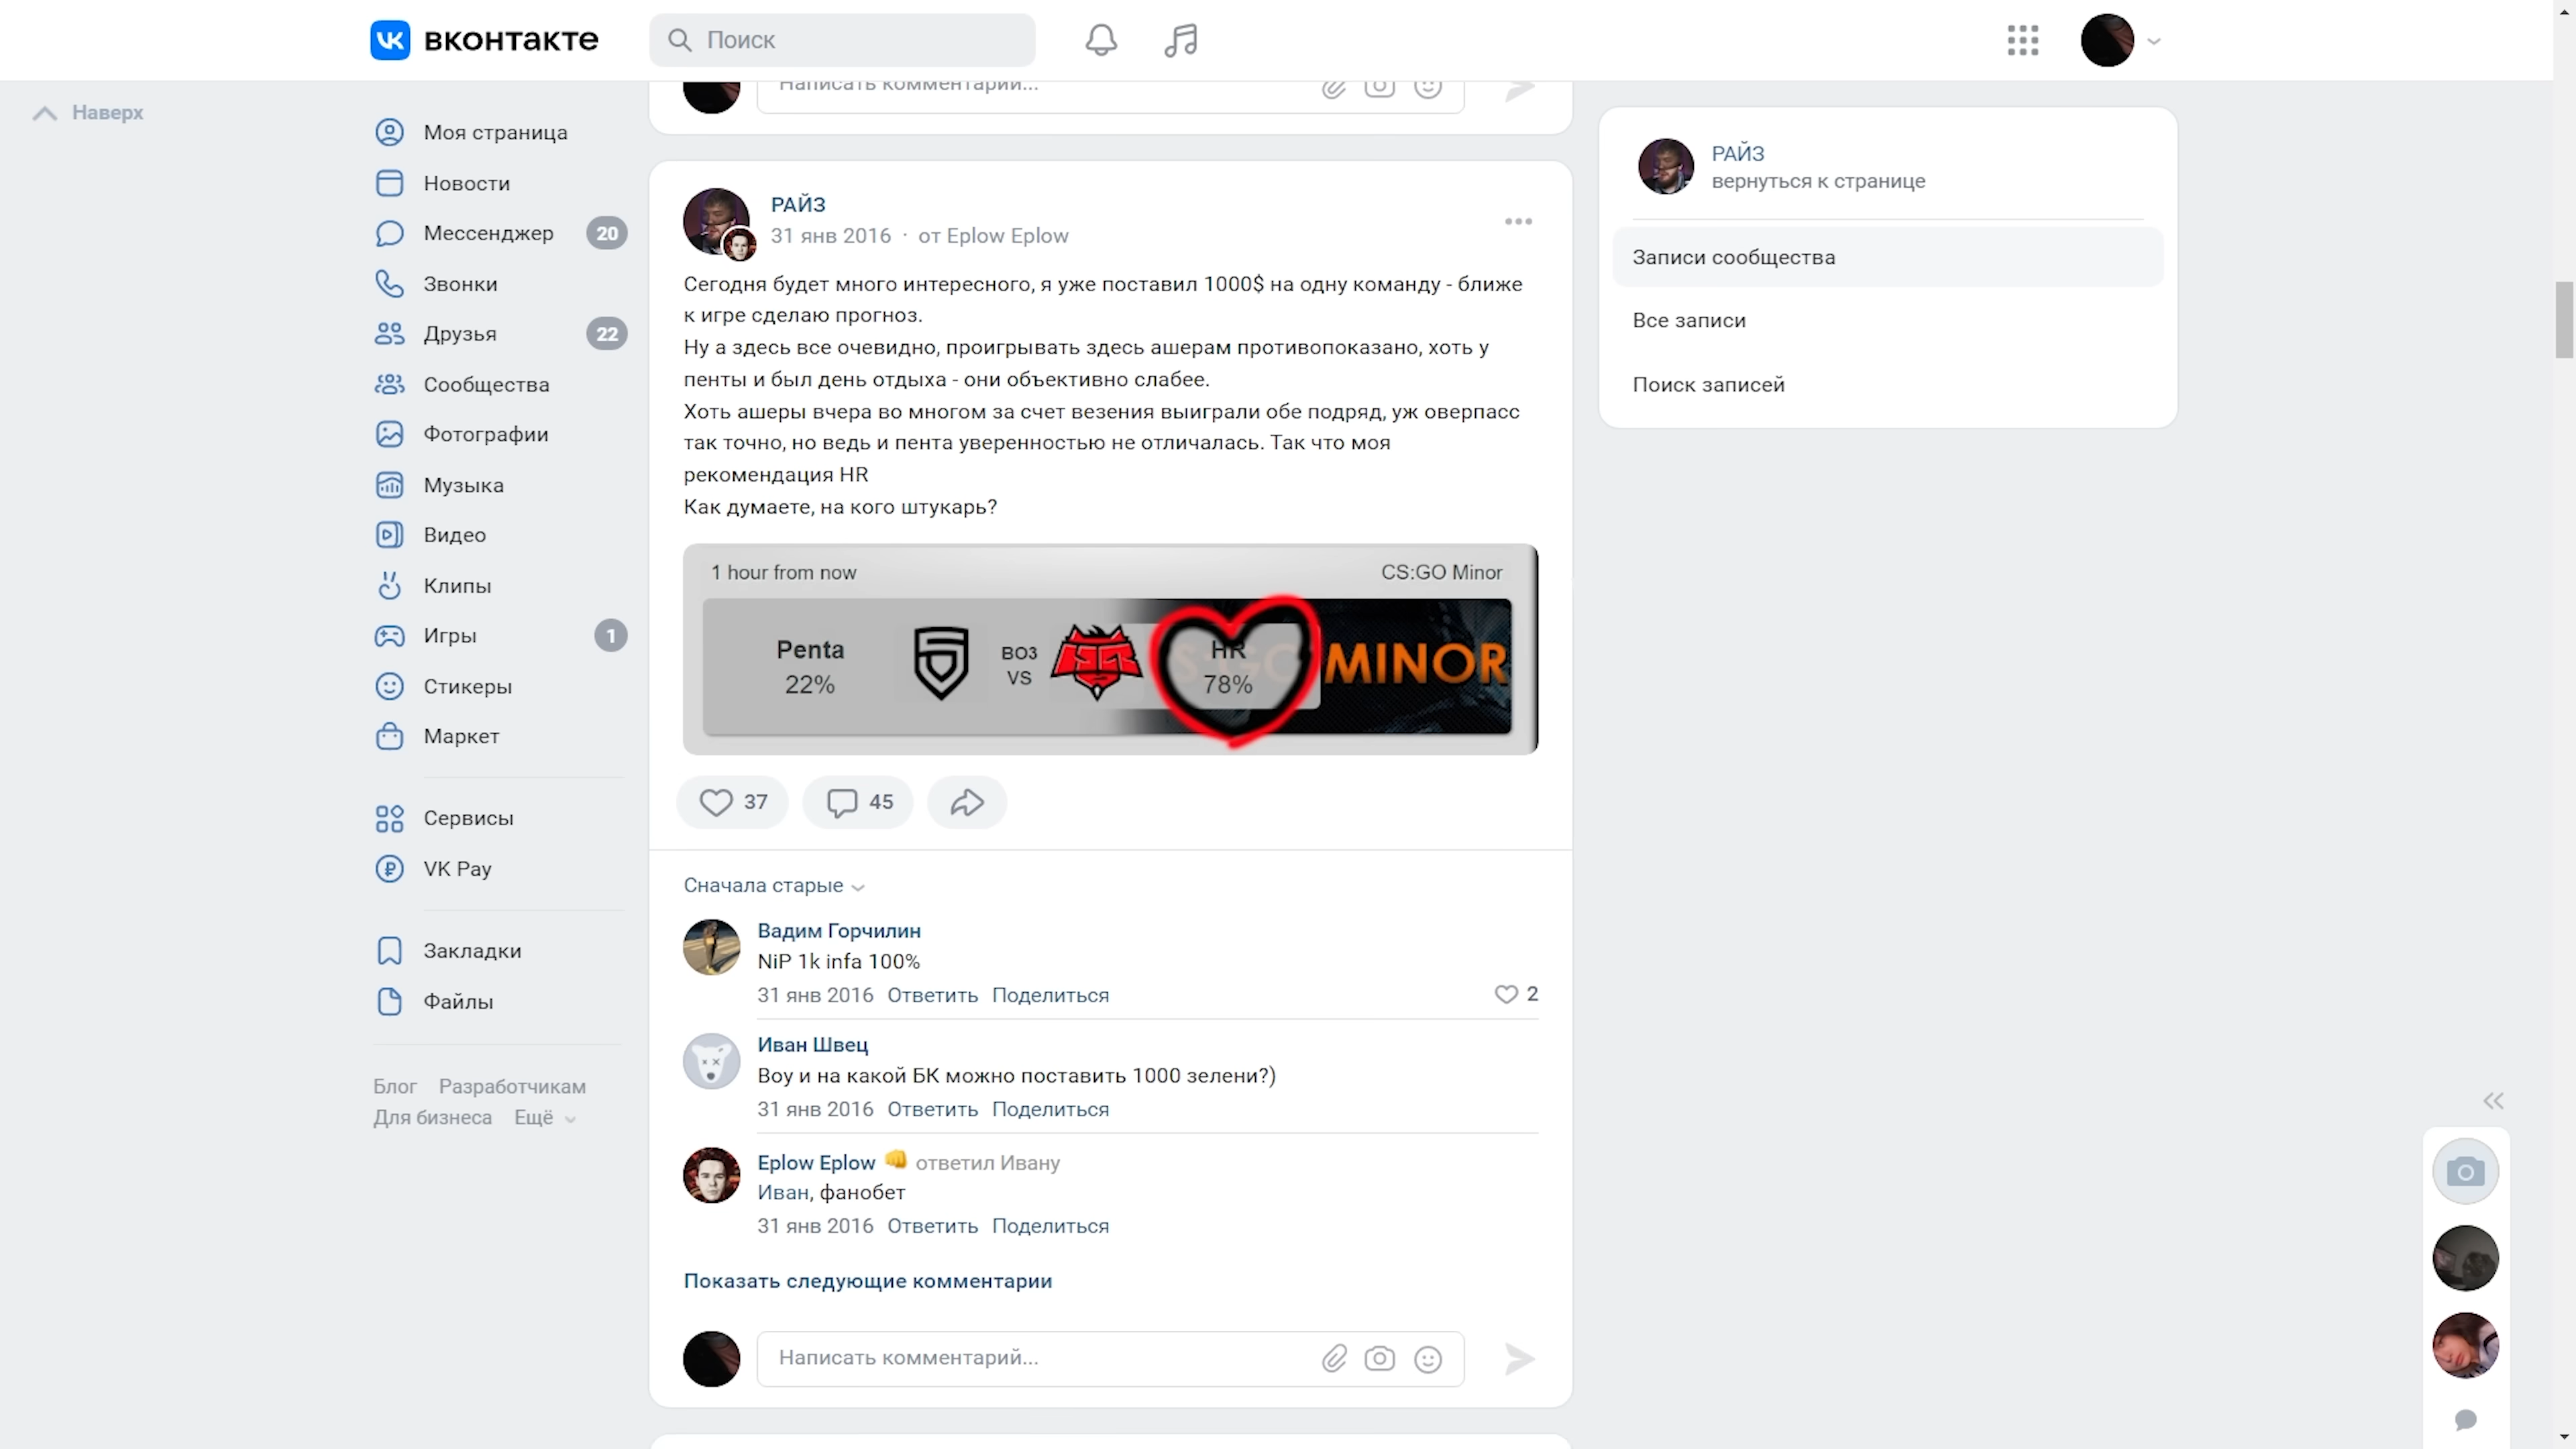 вконтакте
Поиск
Наверх
Моя страница
Новости
Мессенджер 20
Звонки
Друзья 22
Сообщества
Фотографии
Музыка
Видео
Клипы
Игры 1
Стикеры
Маркет
Сервисы
VK Pay
Закладки
Файлы
Блог Разработчикам
Для бизнеса Ещё
Написать комментарий...
РАЙЗ
31 янв 2016 · от Eplow Eplow
Сегодня будет много интересного, я уже поставил 1000$ на одну команду - ближе
к игре сделаю прогноз.
Ну а здесь все очевидно, проигрывать здесь ашерам противопоказано, хоть у
пенты и был день отдыха - они объективно слабее.
Хоть ашеры вчера во многом за счет везения выиграли обе подряд, уж оверпасс
так точно, но ведь и пента уверенностью не отличалась. Так что моя
рекомендация HR
Как думаете, на кого штукарь?
1 hour from now
CS:GO Minor
Penta
22%
BO3
VS
HR
78%
MINOR
37
45
Сначала старые
Вадим Горчилин
NiP 1k infa 100%
31 янв 2016 Ответить Поделиться
2
Иван Швец
Воу и на какой БК можно поставить 1000 зелени?)
31 янв 2016 Ответить Поделиться
Eplow Eplow ответил Ивану
Иван, фанобет
31 янв 2016 Ответить Поделиться
Показать следующие комментарии
Написать комментарий...
РАЙЗ
вернуться к странице
Записи сообщества
Все записи
Поиск записей